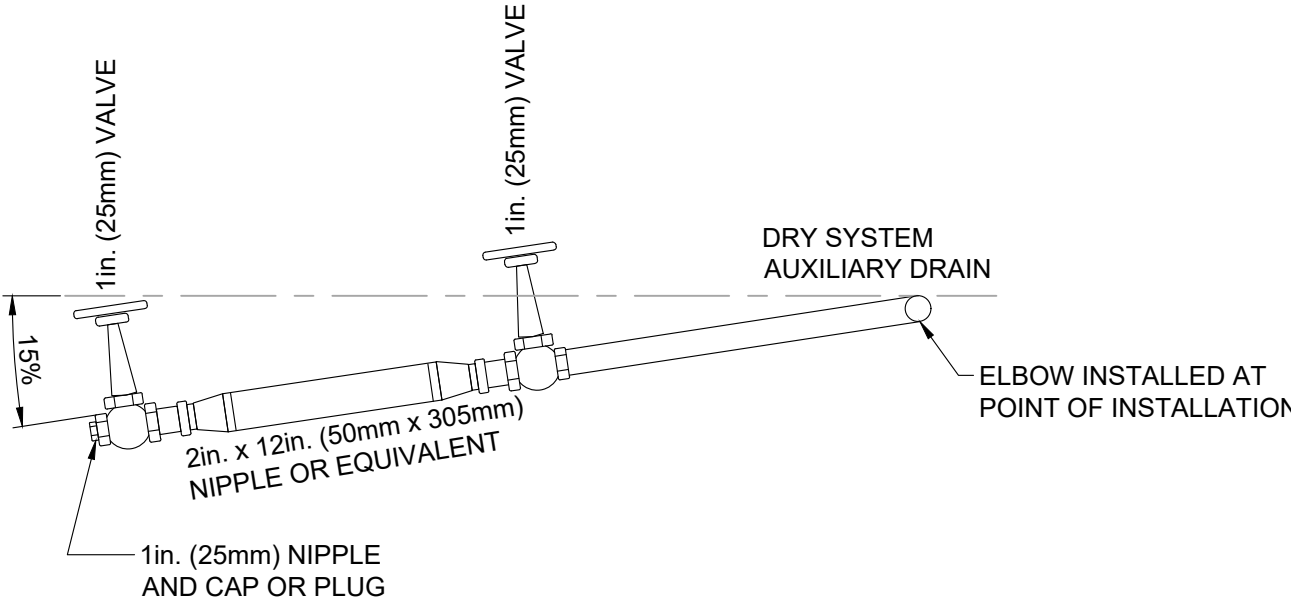 1in. (25mm) VALVE
1in. (25mm) VALVE
DRY SYSTEM
AUXILIARY DRAIN
15%
ELBOW INSTALLED AT
POINT OF INSTALLATION
2in. x 12in. (50mm x 305mm)
NIPPLE OR EQUIVALENT
1in. (25mm) NIPPLE
AND CAP OR PLUG